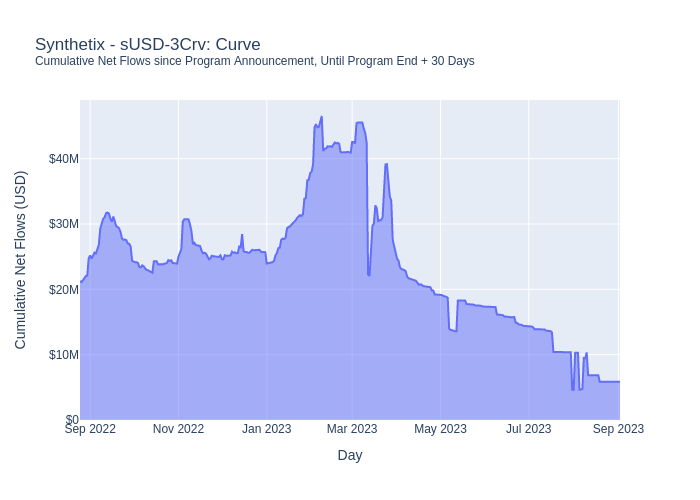 Synthetix - sUSD-3Crv: Curve
Cumulative Net Flows since Program Announcement, Until Program End + 30 Days
Cumulative Net Flows (USD)
$40M
$30M
$20M
$10M
$0
Sep 2022 Nov 2022 Jan 2023 Mar 2023 May 2023 Jul 2023 Sep 2023
Day